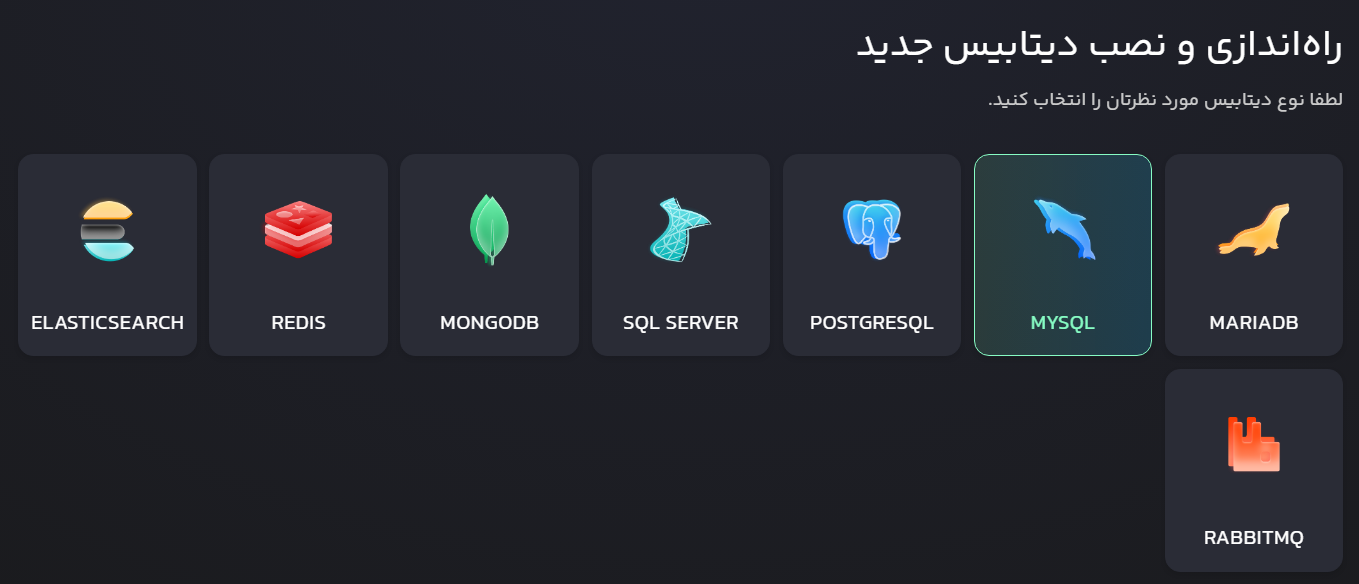 راه‌اندازی و نصب دیتابیس جدید
لطفا نوع دیتابیس مورد نظرتان را انتخاب کنید.
MARIADB
MYSQL
POSTGRESQL
SQL SERVER
MONGODB
REDIS
ELASTICSEARCH
RABBITMQ